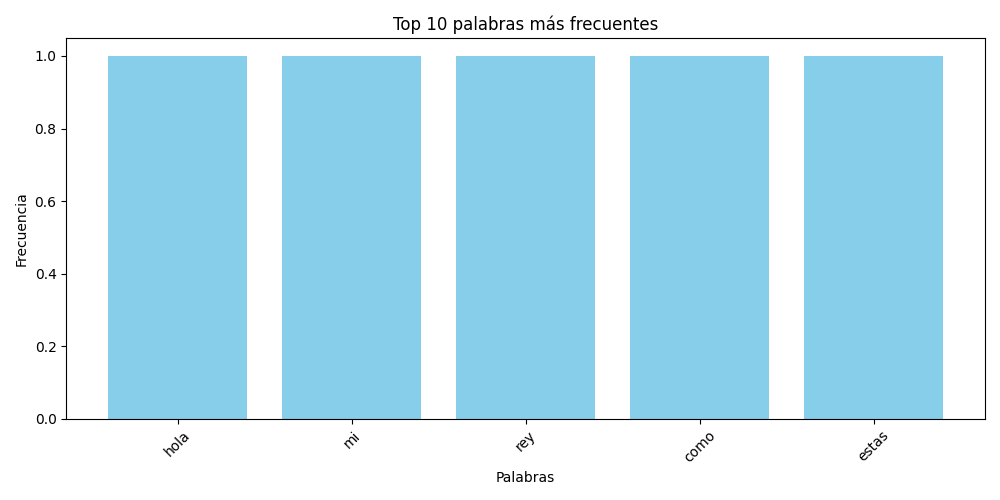 Top 10 palabras más frecuentes
Frecuencia
1.0
0.8
0.6
0.4
0.2
0.0
hola
mi
rey
como
estas
Palabras